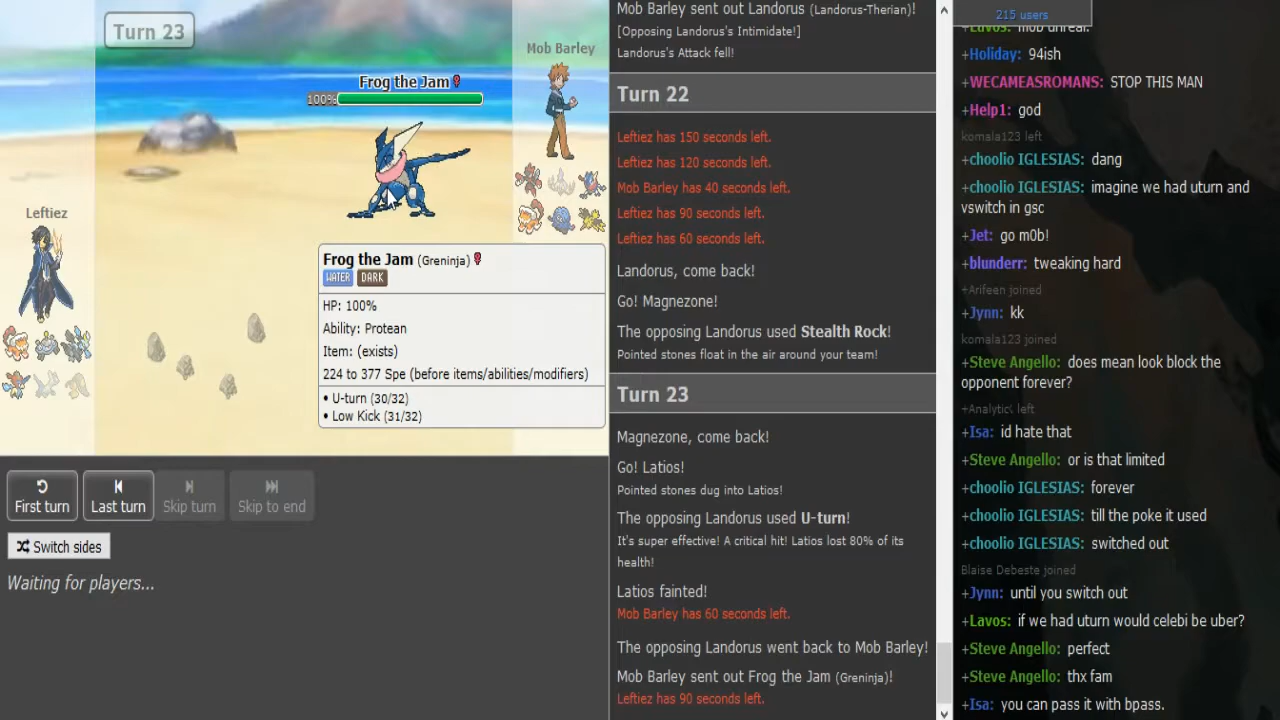 Turn 23
Mob Barley
Frog the Jam
100%
Leftiez
Frog the Jam (Greninja)
WATER DARK
HP: 100%
Ability: Protean
Item: (exists)
224 to 377 Spe (before items/abilities/modifiers)
• U-turn (30/32)
• Low Kick (31/32)
First turn
Last turn
Skip turn
Skip to end
Switch sides
Waiting for players...
Mob Barley sent out Landorus (Landorus-Therian)!
[Opposing Landorus's Intimidate!]
Landorus's Attack fell!
Turn 22
Leftiez has 150 seconds left.
Leftiez has 120 seconds left.
Mob Barley has 40 seconds left.
Leftiez has 90 seconds left.
Leftiez has 60 seconds left.
Landorus, come back!
Go! Magnezone!
The opposing Landorus used Stealth Rock!
Pointed stones float in the air around your team!
Turn 23
Magnezone, come back!
Go! Latios!
Pointed stones dug into Latios!
The opposing Landorus used U-turn!
It's super effective! A critical hit! Latios lost 80% of its
health!
Latios fainted!
Mob Barley has 60 seconds left.
The opposing Landorus went back to Mob Barley!
Mob Barley sent out Frog the Jam (Greninja)!
Leftiez has 90 seconds left.
215 users
+Lavos: mob unreal.
+Holiday: 94ish
+WECAMEASROMANS: STOP THIS MAN
+Help1: god
komala123 left
+choolio IGLESIAS: dang
+choolio IGLESIAS: imagine we had uturn and
vswitch in gsc
+Jet: go m0b!
+blunderr: tweaking hard
+Arifeen joined
+Jynn: kk
komala123 joined
+Steve Angello: does mean look block the
opponent forever?
+Analytic( left
+Isa: id hate that
+Steve Angello: or is that limited
+choolio IGLESIAS: forever
+choolio IGLESIAS: till the poke it used
+choolio IGLESIAS: switched out
Blaise Debeste joined
+Jynn: until you switch out
+Lavos: if we had uturn would celebi be uber?
+Steve Angello: perfect
+Steve Angello: thx fam
+Isa: you can pass it with bpass.